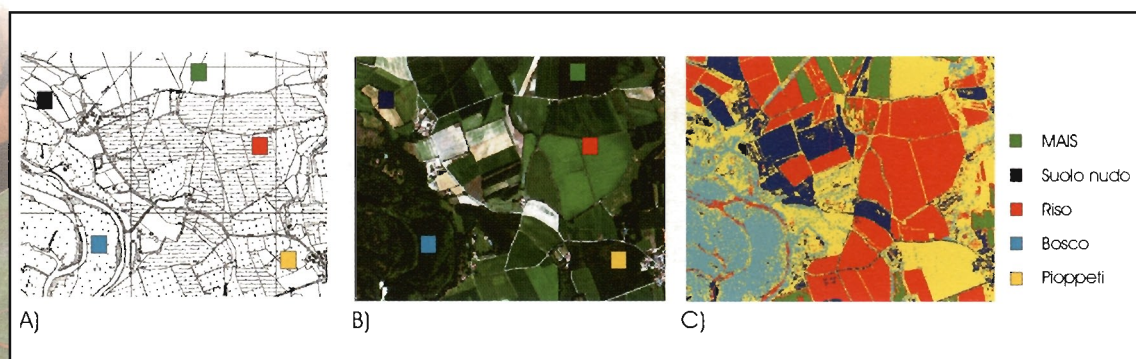 A)
B)
C)
MAIS
Suolo nudo
Riso
Bosco
Pioppeti